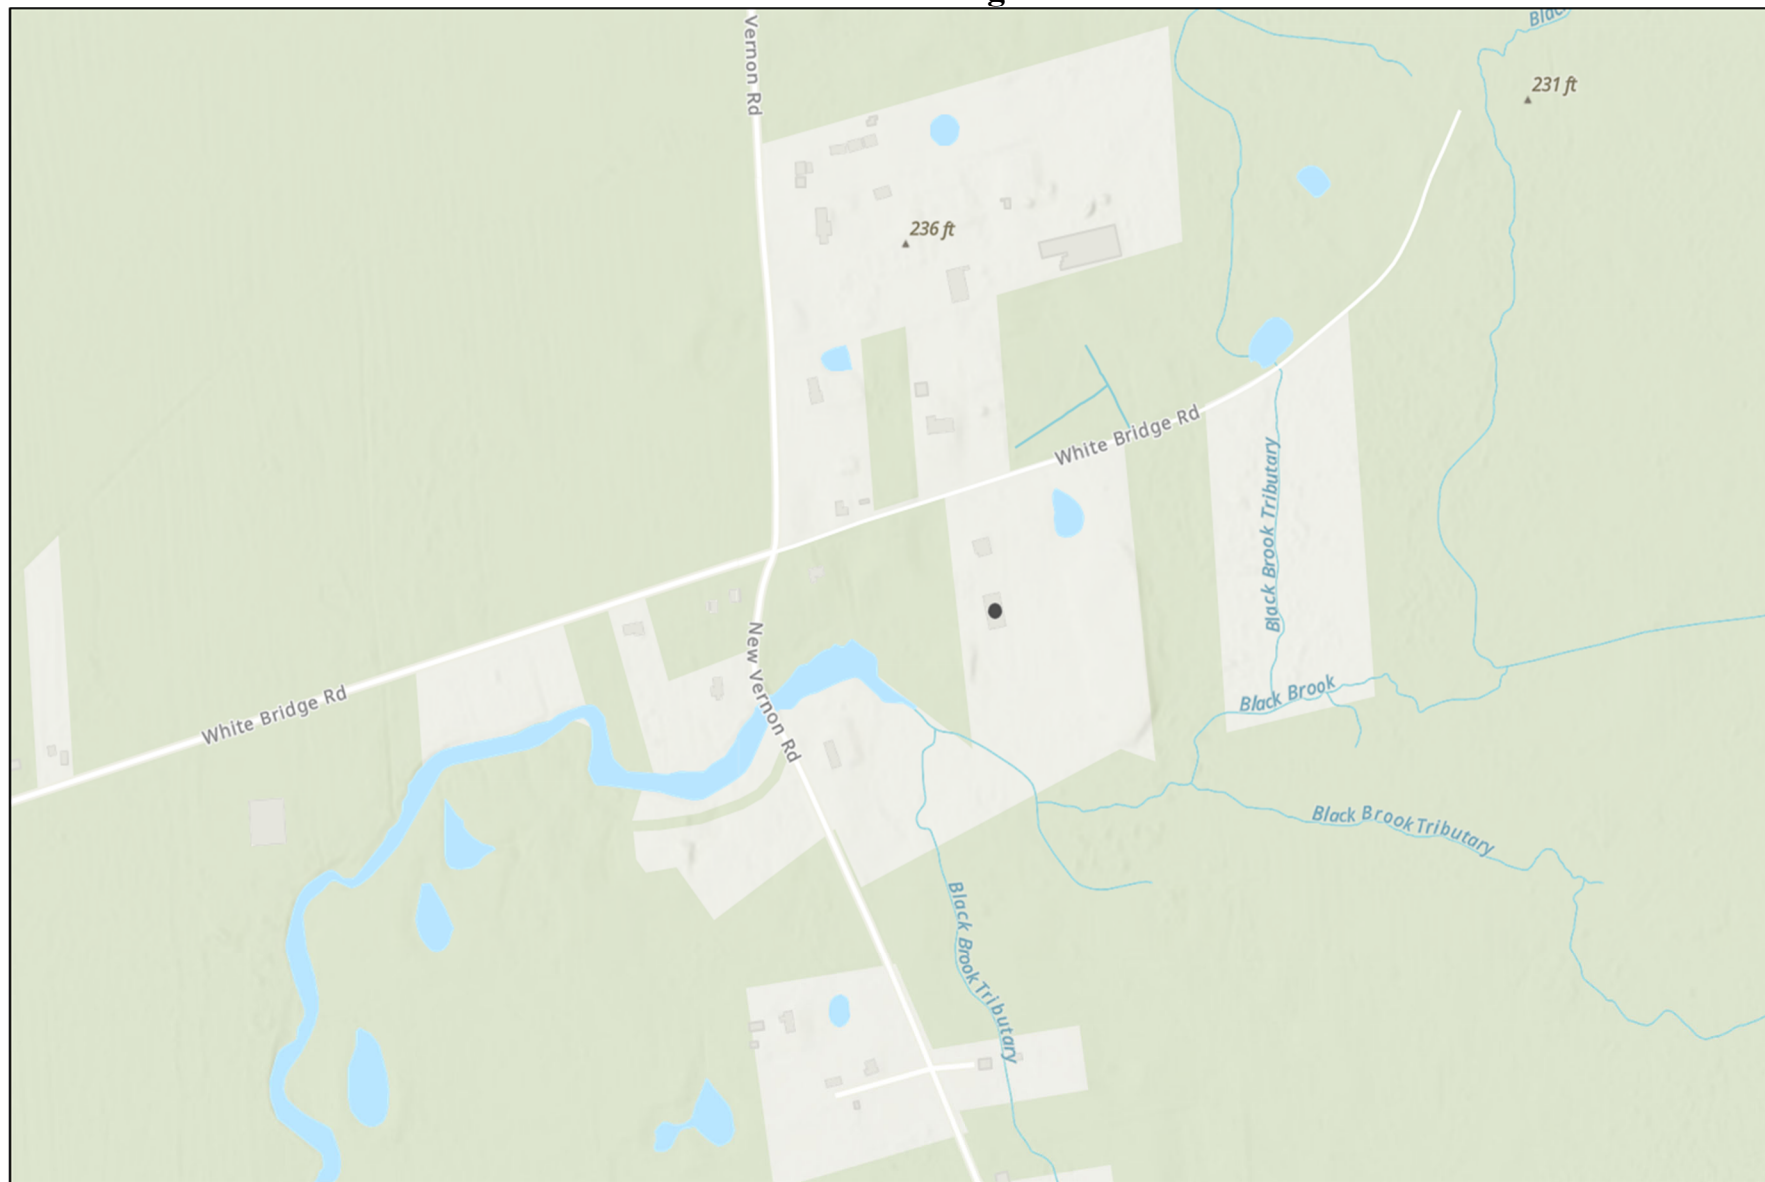 g
Vernon Rd
Blac
231 ft
236 ft
White Bridge Rd
Black Brook Tributary
New Vernon Rd
White Bridge Rd
Black Brook
Black Brook Tributary
Black Brook Tributary